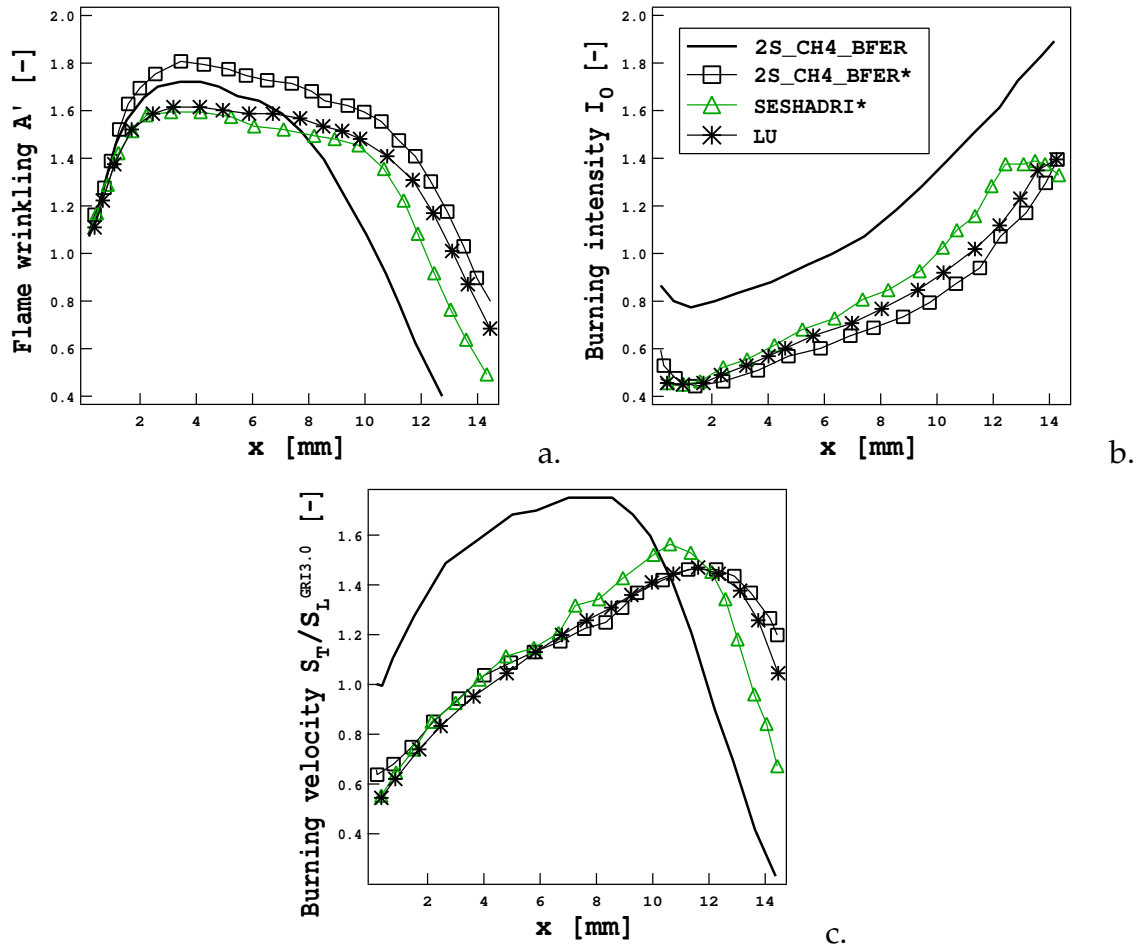 Flame wrinkling A' [-]
2.0
1.8
1.6
1.4
1.2
1.0
0.8
0.6
0.4
2 4 6 8 10 12 14
x [mm]
a.
Burning intensity I_0 [-]
2.0
1.8
1.6
1.4
1.2
1.0
0.8
0.6
0.4
2S_CH4_BFER
2S_CH4_BFER*
SESHADRI*
LU
2 4 6 8 10 12 14
x [mm]
b.
Burning velocity S_T/S_L^GRI3.0 [-]
1.6
1.4
1.2
1.0
0.8
0.6
0.4
2 4 6 8 10 12 14
x [mm]
c.